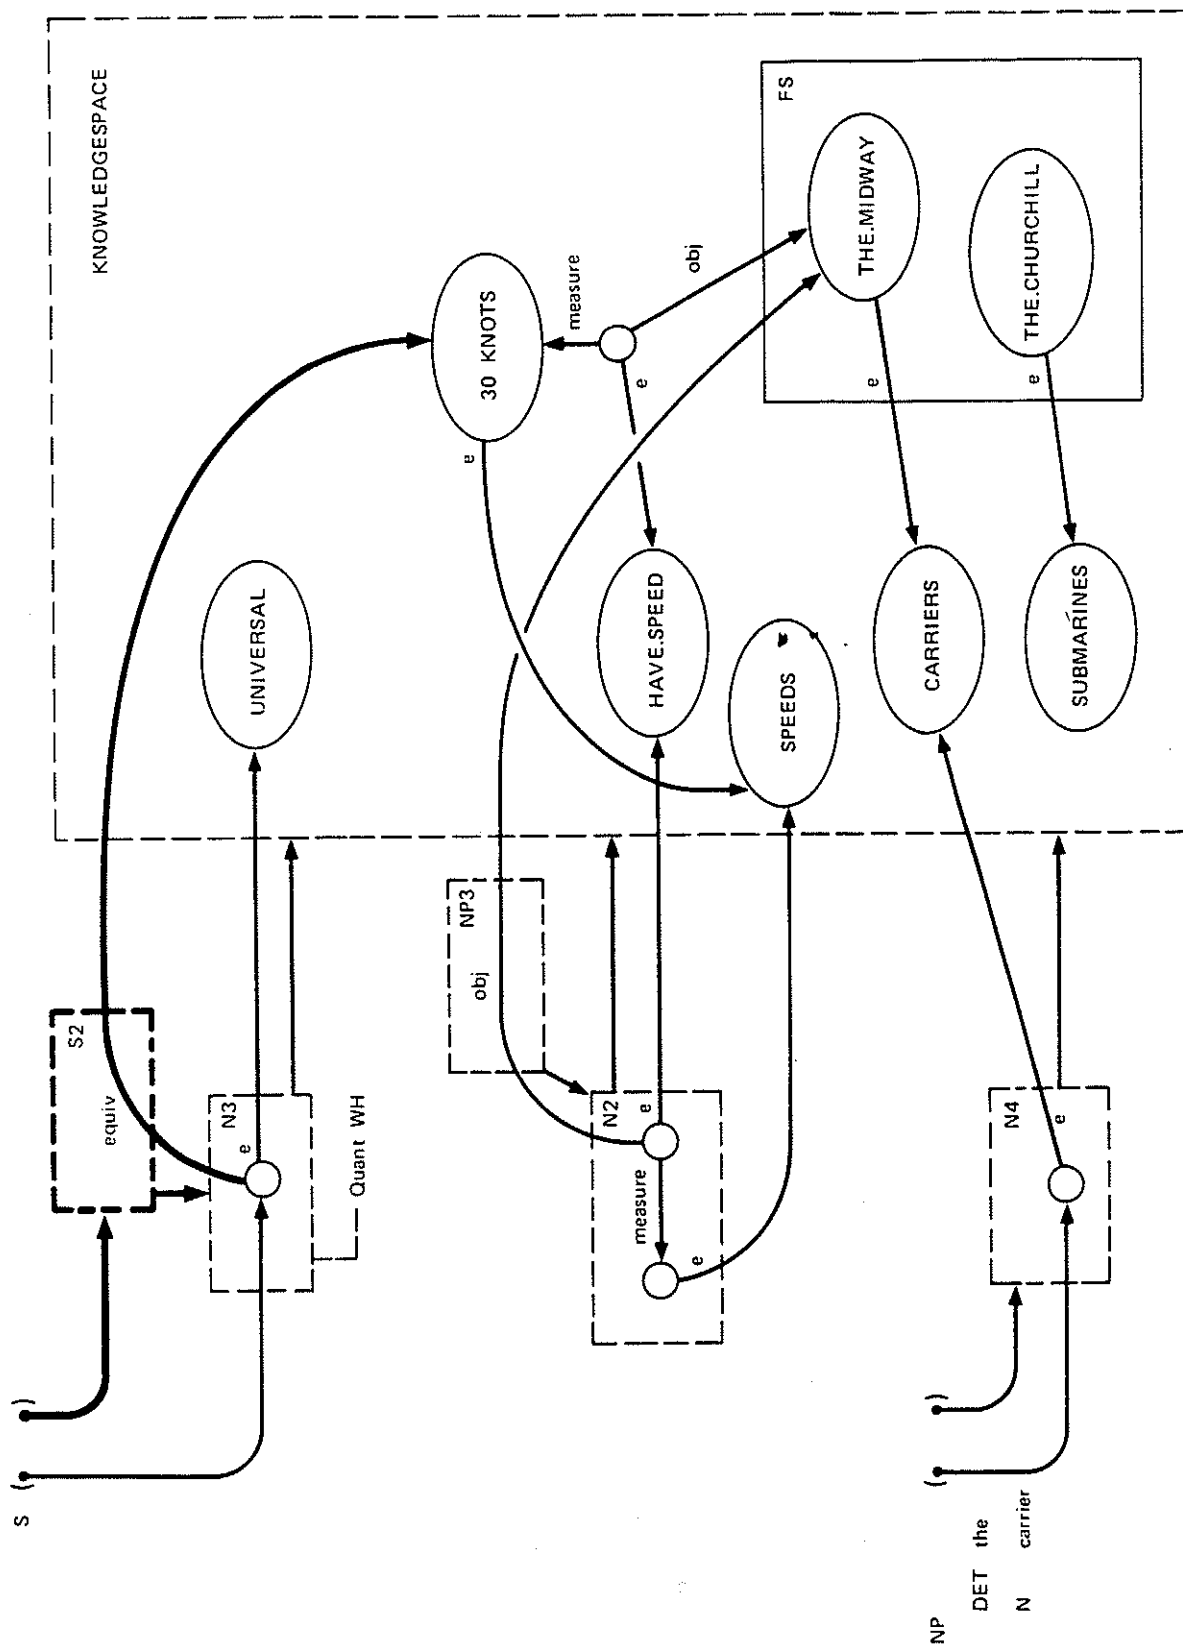 S ( • • )
KNOWLEDGESPACE
S2
equiv
N3
e
Quant WH
UNIVERSAL
30 KNOTS
e
measure
obj
e
NP3
obj
N2
e
measure
e
HAVE.SPEED
SPEEDS
FS
THE.MIDWAY
e
THE.CHURCHILL
e
CARRIERS
SUBMARINES
N4
e
NP ( • • )
DET the
N carrier